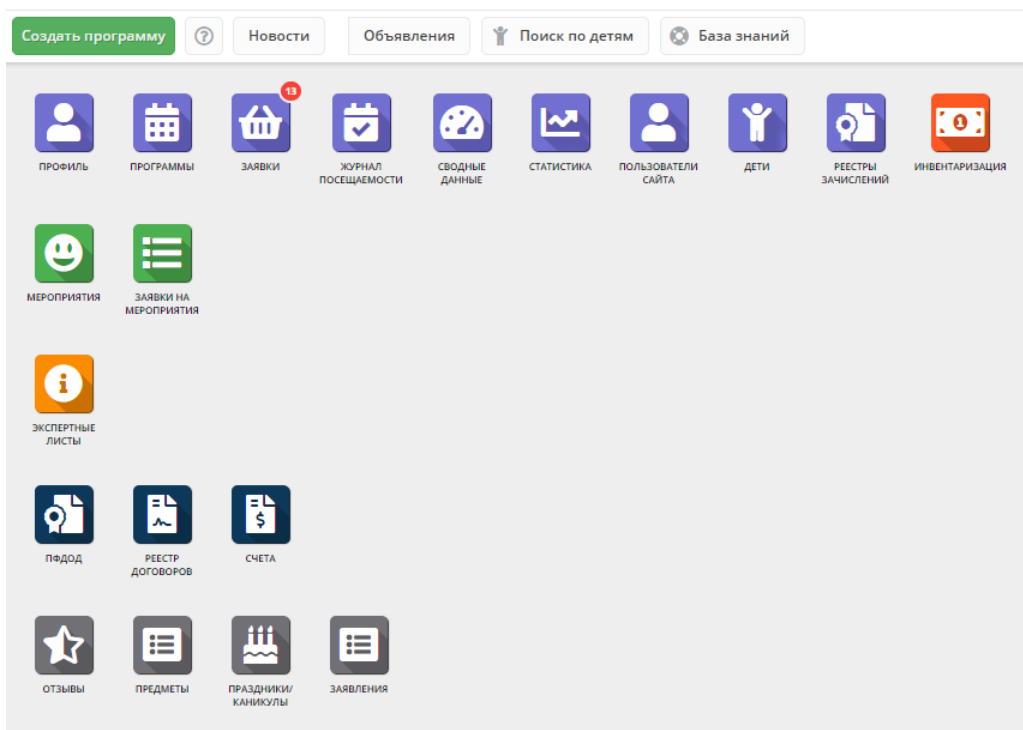 Создать программу
Новости
Объявления
Поиск по детям
База знаний
13
ПРОФИЛЬ
ПРОГРАММЫ
ЗАЯВКИ
ЖУРНАЛ
ПОСЕЩАЕМОСТИ
СВОДНЫЕ
ДАННЫЕ
СТАТИСТИКА
ПОЛЬЗОВАТЕЛИ
САЙТА
ДЕТИ
РЕЕСТРЫ
ЗАЧИСЛЕНИЙ
ИНВЕНТАРИЗАЦИЯ
МЕРОПРИЯТИЯ
ЗАЯВКИ НА
МЕРОПРИЯТИЯ
ЭКСПЕРТНЫЕ
ЛИСТЫ
ПФДОД
РЕЕСТР
ДОГОВОРОВ
СЧЕТА
ОТЗЫВЫ
ПРЕДМЕТЫ
ПРАЗДНИКИ/
КАНИКУЛЫ
ЗАЯВЛЕНИЯ